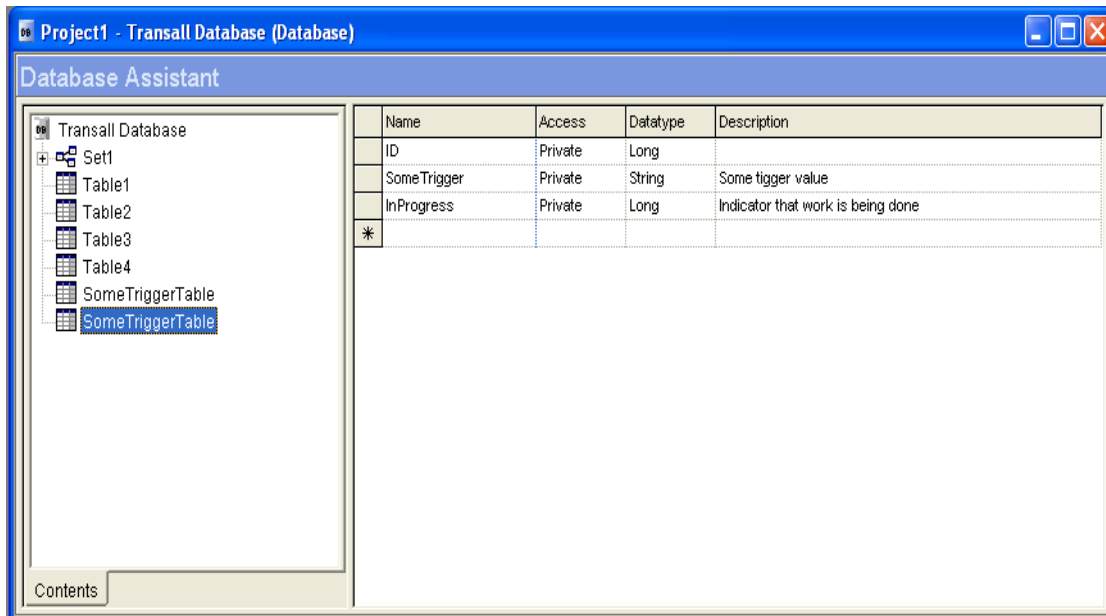 Project1 - Transall Database (Database)
Database Assistant
Transall Database
Set1
Table1
Table2
Table3
Table4
SomeTriggerTable
SomeTriggerTable
Contents
Name Access Datatype Description
ID Private Long
SomeTrigger Private String Some tigger value
InProgress Private Long Indicator that work is being done